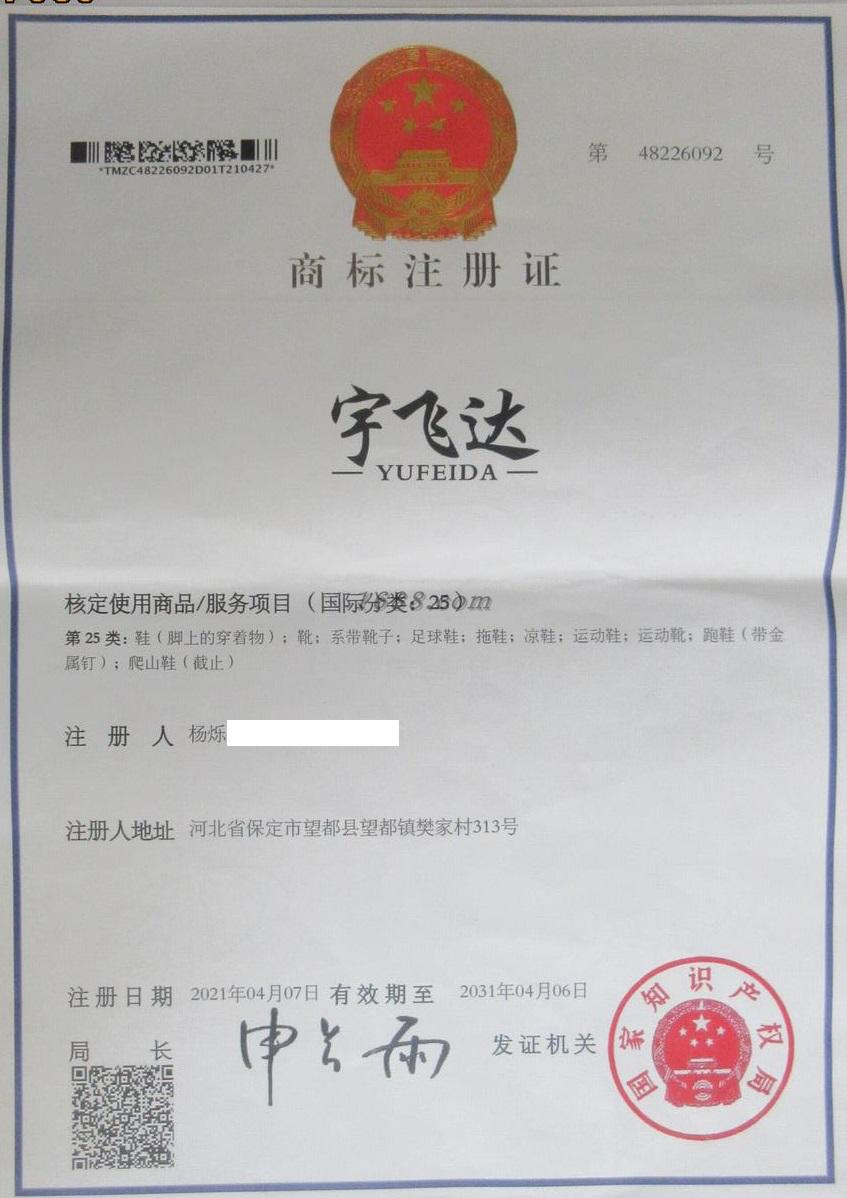 *TMZC48226092D01T210427*
第 48226092 号
商标注册证
宇飞达
YUFEIDA
核定使用商品/服务项目（国际分类：25）
第 25 类：鞋（脚上的穿着物）；靴；系带靴子；足球鞋；拖鞋；凉鞋；运动鞋；运动靴；跑鞋（带金
属钉）；爬山鞋（截止）
注册人 杨烁
注册人地址 河北省保定市望都县望都镇樊家村313号
注册日期 2021年04月07日 有效期至 2031年04月06日
局长 申长雨 发证机关
国家知识产权局